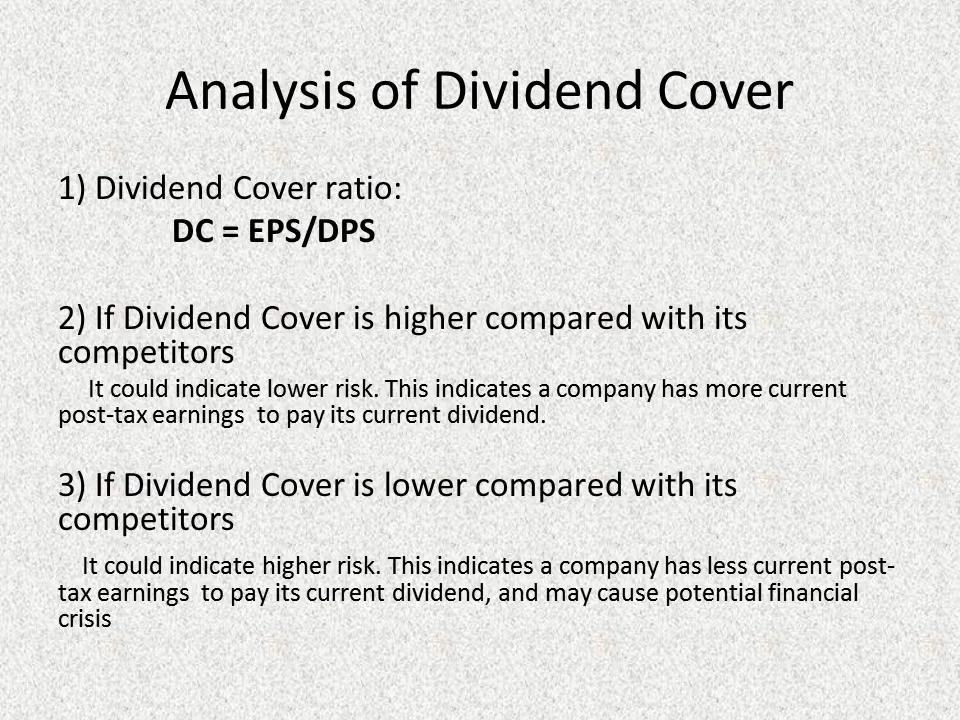 Analysis of Dividend Cover
1) Dividend Cover ratio:
DC = EPS/DPS
2) If Dividend Cover is higher compared with its
competitors
It could indicate lower risk. This indicates a company has more current
post-tax earnings  to pay its current dividend.
3) If Dividend Cover is lower compared with its
competitors
It could indicate higher risk. This indicates a company has less current post-
tax earnings  to pay its current dividend, and may cause potential financial
crisis